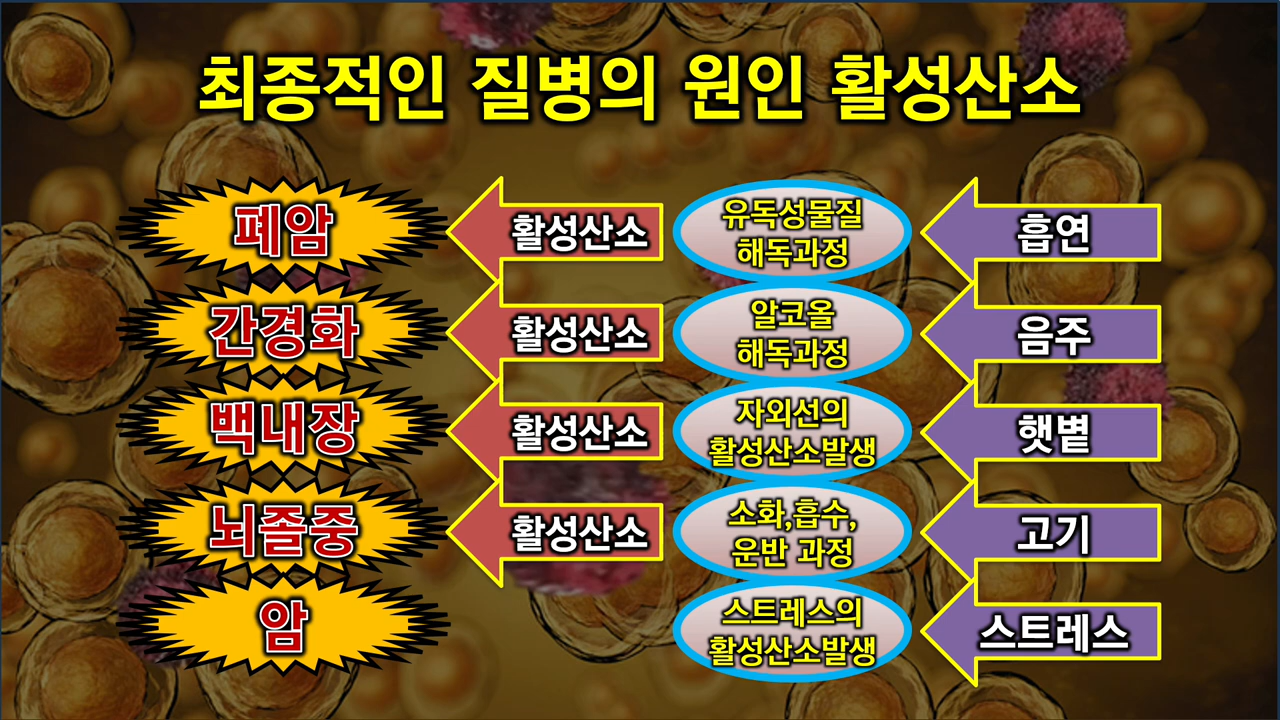 최종적인 질병의 원인 활성산소
폐암
활성산소
유독성물질
해독과정
흡연
간경화
활성산소
알코올
해독과정
음주
백내장
활성산소
자외선의
활성산소발생
햇볕
뇌졸중
활성산소
소화,흡수,
운반 과정
고기
암
스트레스의
활성산소발생
스트레스